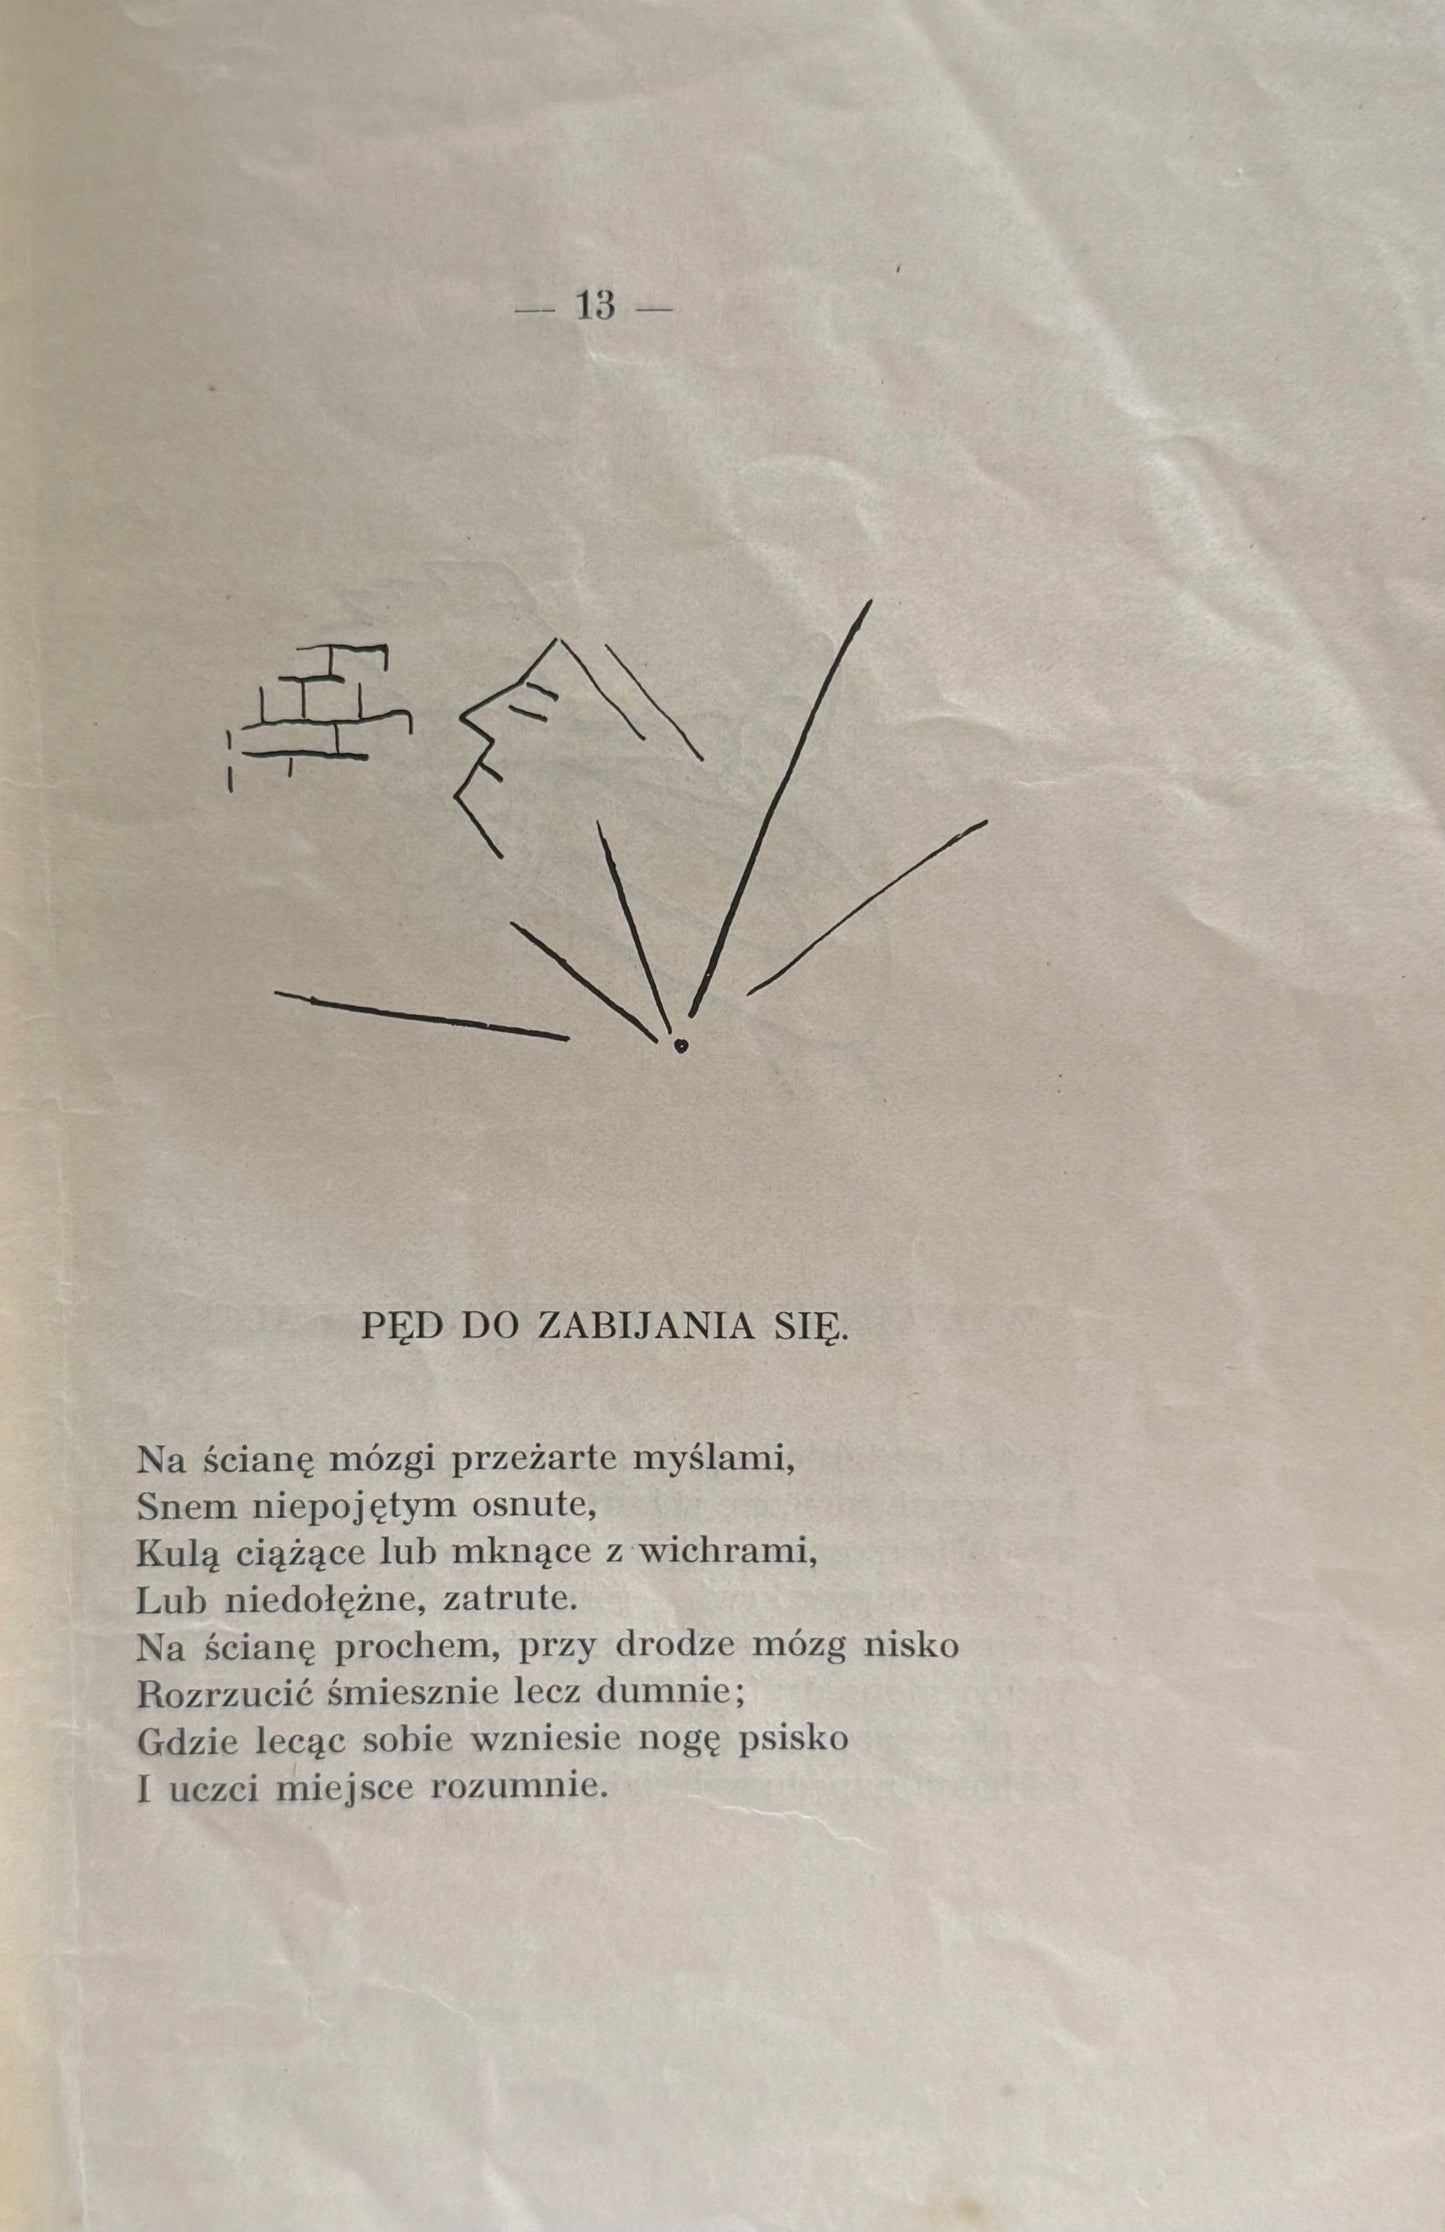 — 13 —
PĘD DO ZABIJANIA SIĘ.
Na ścianę mózgi przeżarte myślami,
Snem niepojętym osnute,
Kulą ciążące lub mknące z wichrami,
Lub niedołężne, zatrute.
Na ścianę prochem, przy drodze mózg nisko
Rozrzucić śmiesznie lecz dumnie;
Gdzie lecąc sobie wzniesie nogę psisko
I uczci miejsce rozumnie.